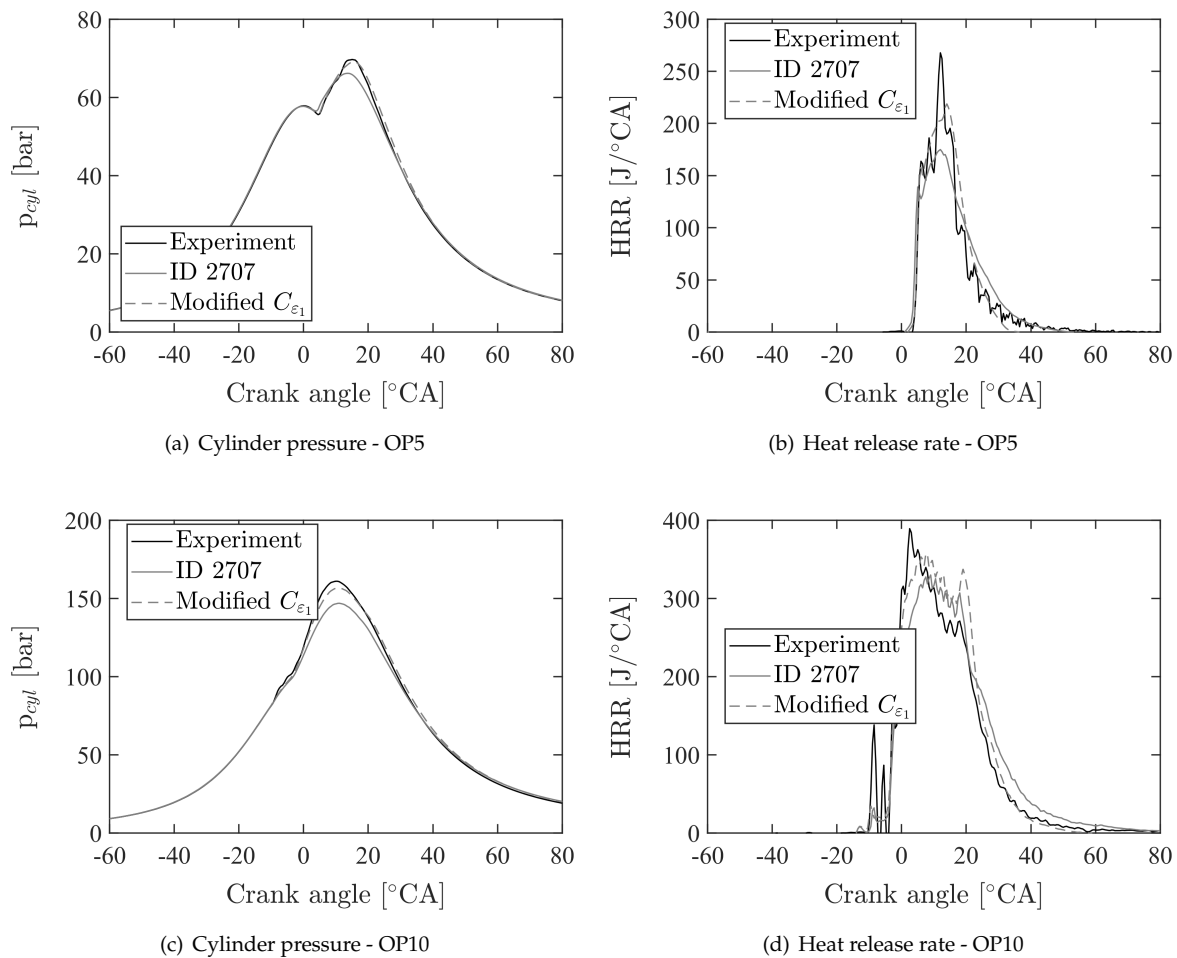 80
60
40
20
0
p_cyl [bar]
Experiment
ID 2707
Modified C_ε₁
-60 -40 -20 0 20 40 60 80
Crank angle [°CA]
(a) Cylinder pressure - OP5
300
250
200
150
100
50
0
HRR [J/°CA]
Experiment
ID 2707
Modified C_ε₁
-60 -40 -20 0 20 40 60 80
Crank angle [°CA]
(b) Heat release rate - OP5
200
150
100
50
0
p_cyl [bar]
Experiment
ID 2707
Modified C_ε₁
-60 -40 -20 0 20 40 60 80
Crank angle [°CA]
(c) Cylinder pressure - OP10
400
300
200
100
0
HRR [J/°CA]
Experiment
ID 2707
Modified C_ε₁
-60 -40 -20 0 20 40 60 80
Crank angle [°CA]
(d) Heat release rate - OP10